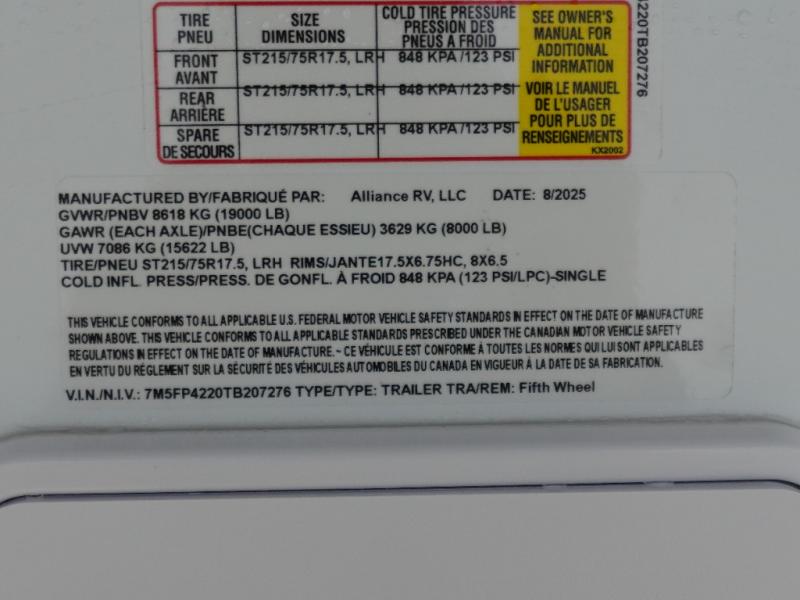 TIRE SIZE COLD TIRE PRESSURE SEE OWNER'S
PNEU DIMENSIONS PRESSION DES MANUAL FOR
PNEUS A FROID ADDITIONAL
FRONT ST215/75R17.5, LRH 848 KPA /123 PSI INFORMATION
AVANT
REAR ST215/75R17.5, LRH 848 KPA /123 PSI VOIR LE MANUEL
ARRIÈRE DE L'USAGER
SPARE ST215/75R17.5, LRH 848 KPA /123 PSI POUR PLUS DE
DE SECOURS RENSEIGNEMENTS
KX2002
4220TB207276
MANUFACTURED BY/FABRIQUÉ PAR: Alliance RV, LLC DATE: 8/2025
GVWR/PNBV 8618 KG (19000 LB)
GAWR (EACH AXLE)/PNBE(CHAQUE ESSIEU) 3629 KG (8000 LB)
UVW 7086 KG (15622 LB)
TIRE/PNEU ST215/75R17.5, LRH RIMS/JANTE17.5X6.75HC, 8X6.5
COLD INFL. PRESS/PRESS. DE GONFL. À FROID 848 KPA (123 PSI/LPC)-SINGLE
THIS VEHICLE CONFORMS TO ALL APPLICABLE U.S. FEDERAL MOTOR VEHICLE SAFETY STANDARDS IN EFFECT ON THE DATE OF MANUFACTURE
SHOWN ABOVE. THIS VEHICLE CONFORMS TO ALL APPLICABLE STANDARDS PRESCRIBED UNDER THE CANADIAN MOTOR VEHICLE SAFETY
REGULATIONS IN EFFECT ON THE DATE OF MANUFACTURE. ~ CE VÉHICULE EST CONFORME À TOUTES LES NORMES QUI LUI SONT APPLICABLES
EN VERTU DU RÉGLEMENT SUR LA SÉCURITÉ DES VÉHICULES AUTOMOBILES DU CANADA EN VIGUEUR À LA DATE DE SA FABRICATION.
V.I.N./N.I.V.: 7M5FP4220TB207276 TYPE/TYPE: TRAILER TRA/REM: Fifth Wheel